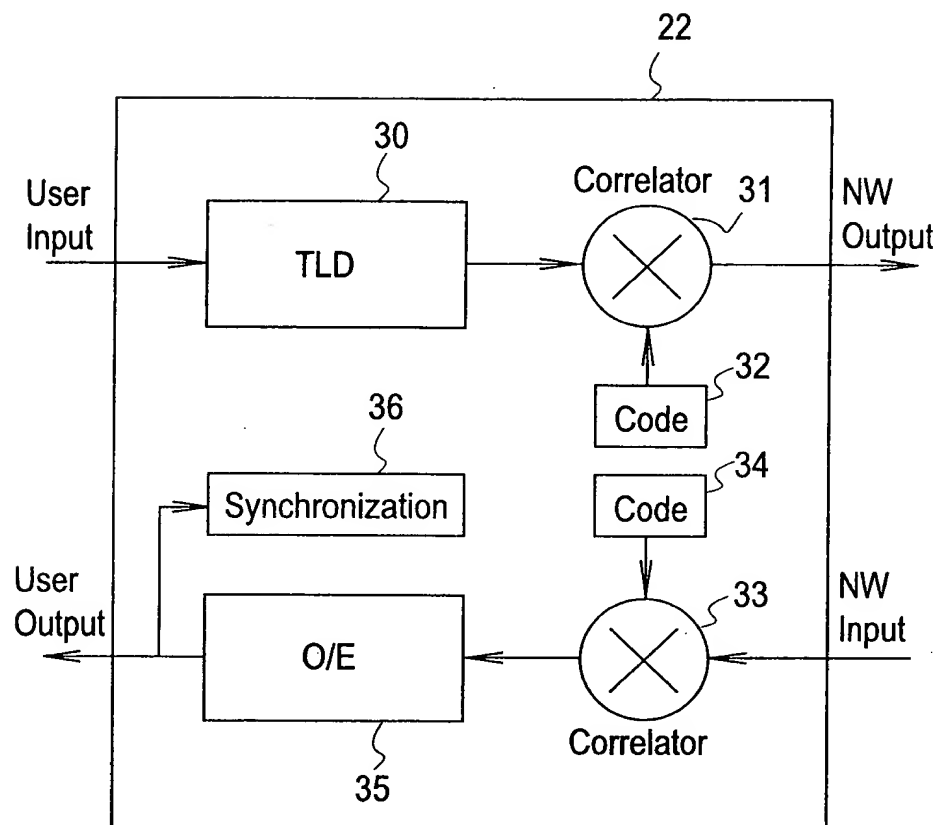 22
30
User
Input
TLD
Correlator
31
NW
Output
32
Code
36
34
Synchronization
Code
User
Output
33
NW
Input
O/E
Correlator
35